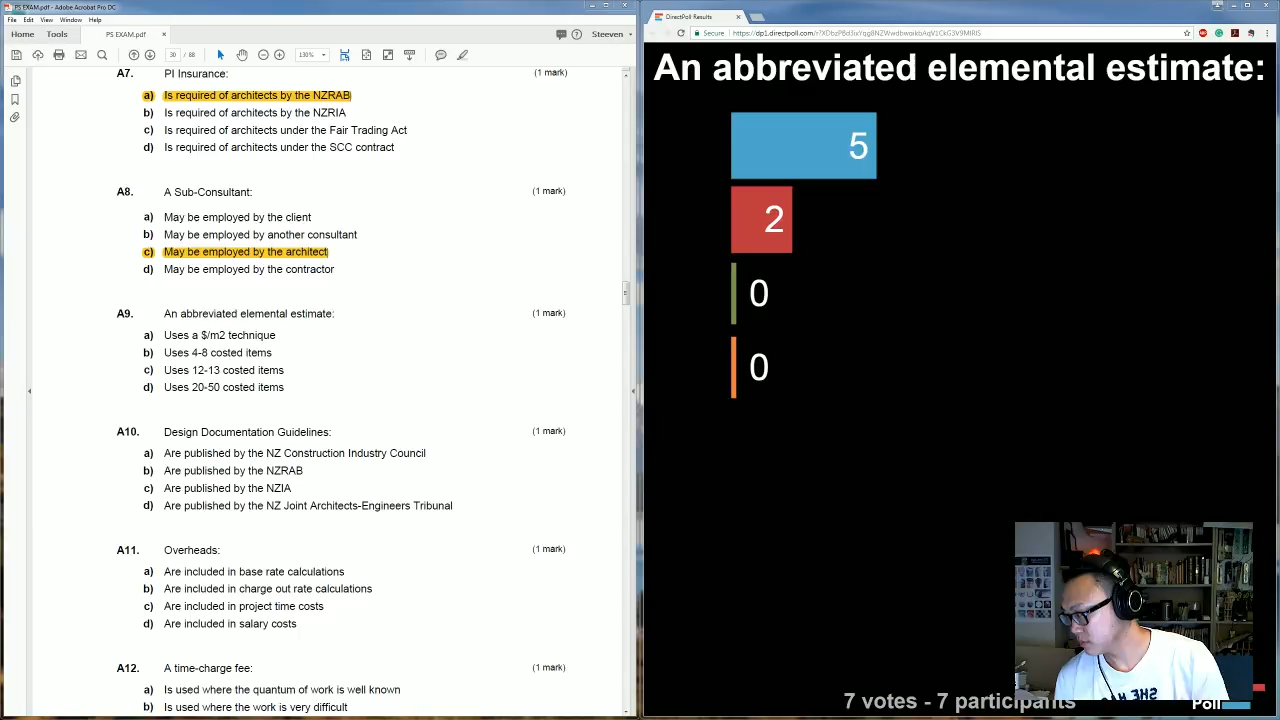 PS EXAM.pdf - Adobe Acrobat Pro DC
File Edit View Window Help
Home Tools PS EXAM.pdf × Steeven
30 / 88 130%
A7. PI Insurance: (1 mark)
a) Is required of architects by the NZRAB
b) Is required of architects by the NZRIA
c) Is required of architects under the Fair Trading Act
d) Is required of architects under the SCC contract
A8. A Sub-Consultant: (1 mark)
a) May be employed by the client
b) May be employed by another consultant
c) May be employed by the architect
d) May be employed by the contractor
A9. An abbreviated elemental estimate: (1 mark)
a) Uses a $/m2 technique
b) Uses 4-8 costed items
c) Uses 12-13 costed items
d) Uses 20-50 costed items
A10. Design Documentation Guidelines: (1 mark)
a) Are published by the NZ Construction Industry Council
b) Are published by the NZRAB
c) Are published by the NZIA
d) Are published by the NZ Joint Architects-Engineers Tribunal
A11. Overheads: (1 mark)
a) Are included in base rate calculations
b) Are included in charge out rate calculations
c) Are included in project time costs
d) Are included in salary costs
A12. A time-charge fee: (1 mark)
a) Is used where the quantum of work is well known
b) Is used where the work is very difficult
DirectPoll Results ×
Secure
An abbreviated elemental estimate:
5
2
0
0
7 votes - 7 participants
Poll